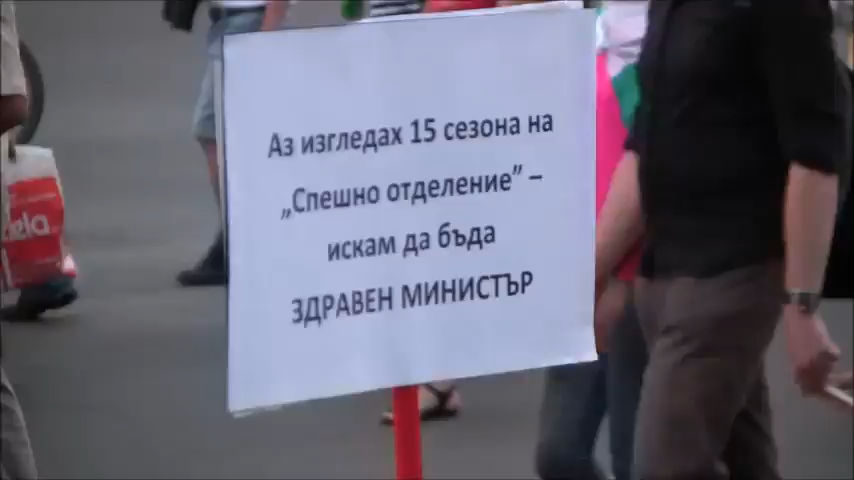 Аз изгледах 15 сезона на
„Спешно отделение” –
искам да бъда
ЗДРАВЕН МИНИСТЪР